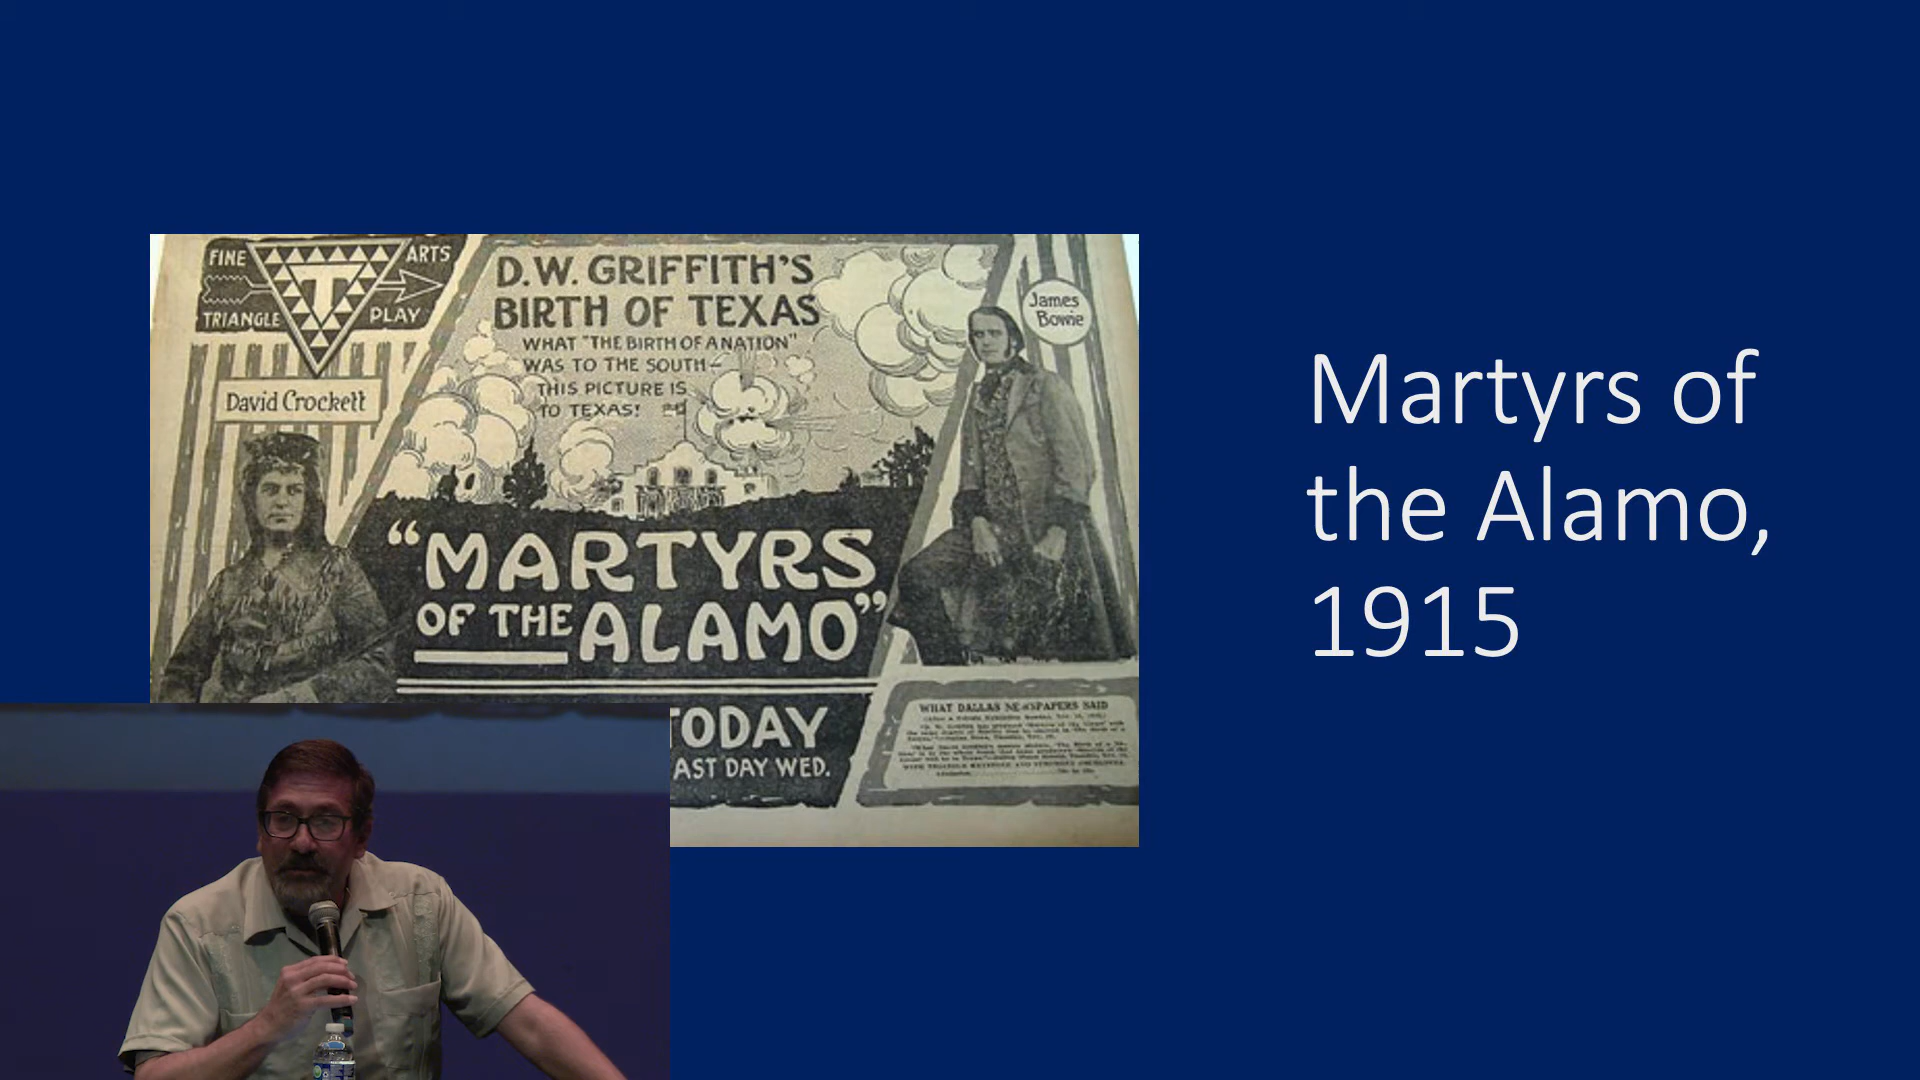 FINE ARTS
TRIANGLE PLAY
T
David Crockett
D.W. GRIFFITH'S
BIRTH OF TEXAS
WHAT "THE BIRTH OF A NATION"
WAS TO THE SOUTH-
THIS PICTURE IS
TO TEXAS!
James
Bowie
"MARTYRS
OF THE ALAMO"
TODAY
AST DAY WED.
WHAT DALLAS NEWSPAPERS SAID
Martyrs of
the Alamo,
1915